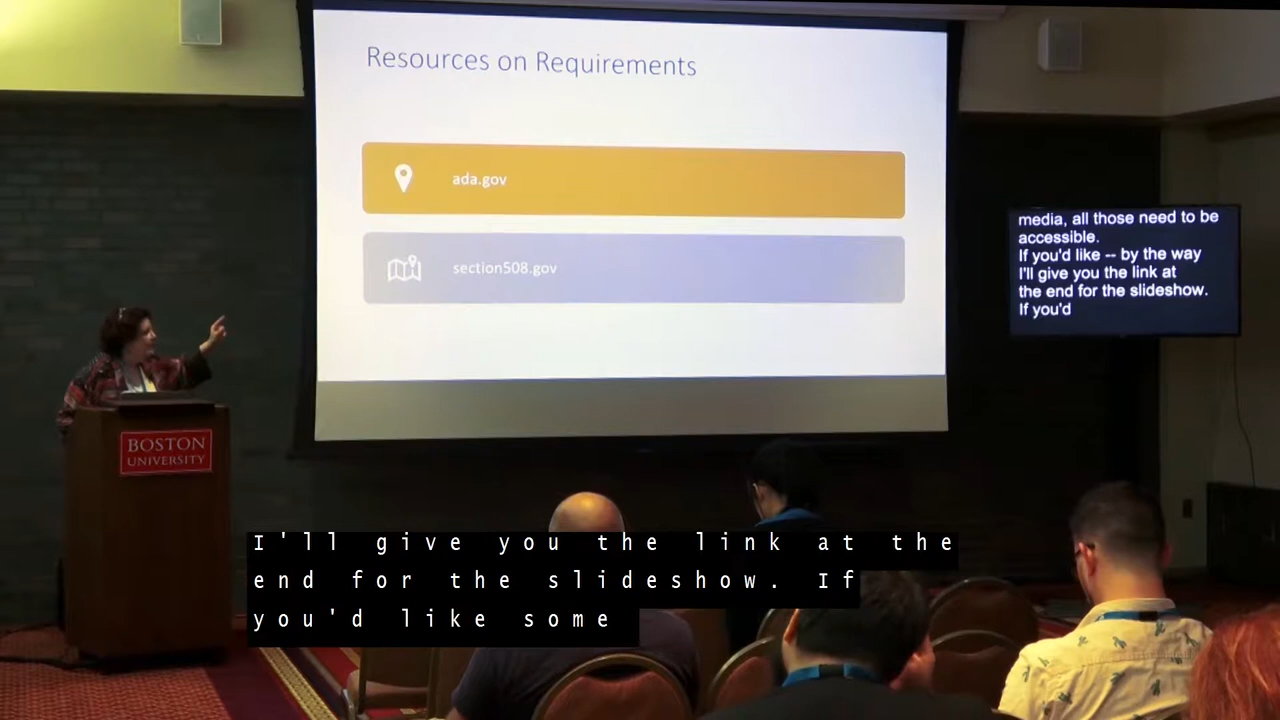 Resources on Requirements
ada.gov
section508.gov
media, all those need to be
accessible.
If you'd like -- by the way
I'll give you the link at
the end for the slideshow.
If you'd
BOSTON
UNIVERSITY
I'll give you the link at the
end for the slideshow. If
you'd like some